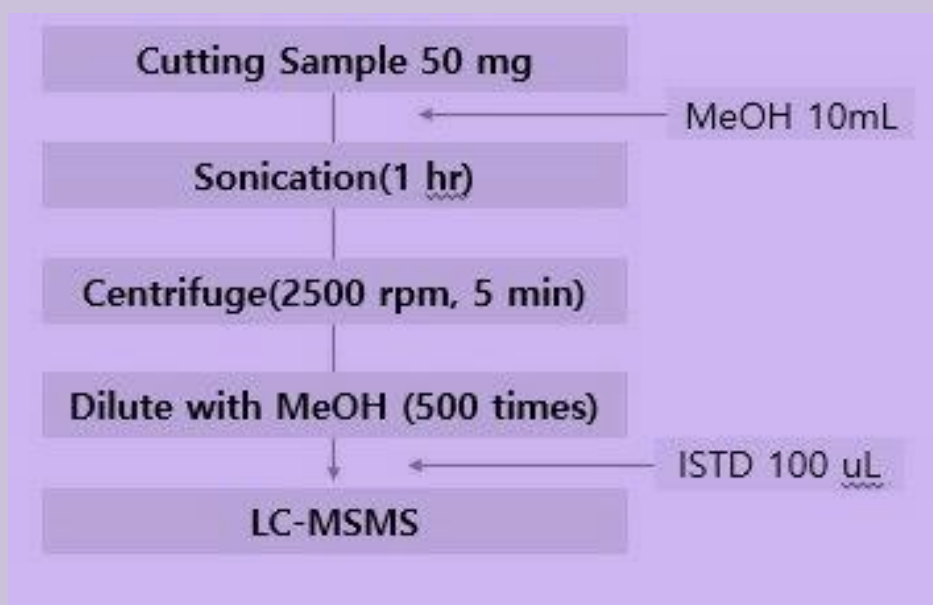 Cutting Sample 50 mg
MeOH 10mL
Sonication(1 hr)
Centrifuge(2500 rpm, 5 min)
Dilute with MeOH (500 times)
ISTD 100 uL
LC-MSMS